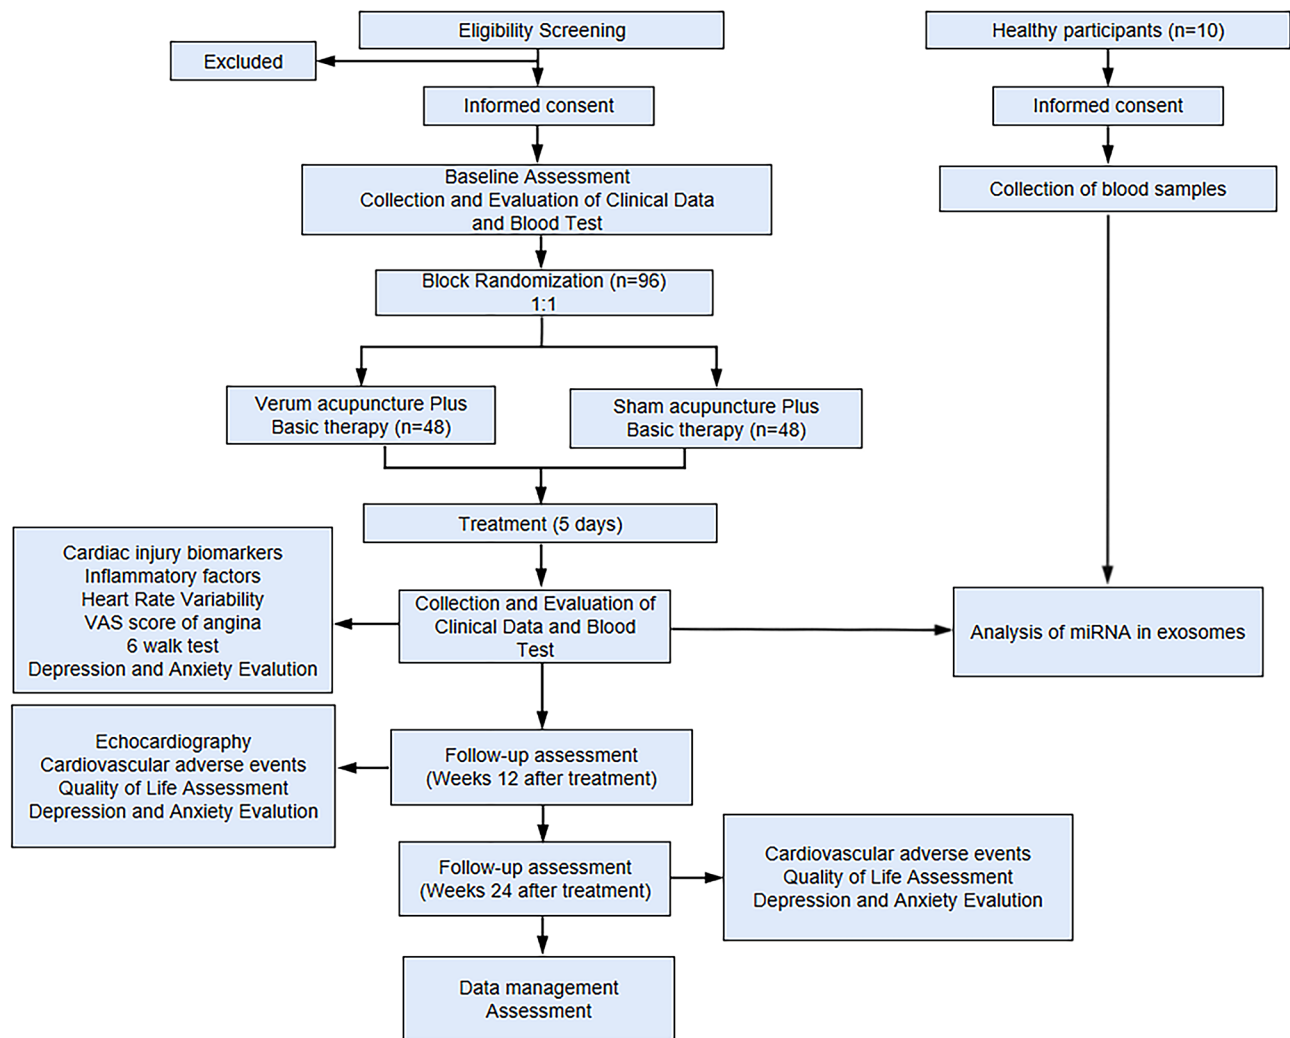 Eligibility Screening
Healthy participants (n=10)
Excluded
Informed consent
Informed consent
Baseline Assessment
Collection and Evaluation of Clinical Data
and Blood Test
Collection of blood samples
Block Randomization (n=96)
1:1
Verum acupuncture Plus
Basic therapy (n=48)
Sham acupuncture Plus
Basic therapy (n=48)
Treatment (5 days)
Cardiac injury biomarkers
Inflammatory factors
Heart Rate Variability
VAS score of angina
6 walk test
Depression and Anxiety Evalution
Collection and Evaluation of
Clinical Data and Blood
Test
Analysis of miRNA in exosomes
Echocardiography
Cardiovascular adverse events
Quality of Life Assessment
Depression and Anxiety Evalution
Follow-up assessment
(Weeks 12 after treatment)
Follow-up assessment
(Weeks 24 after treatment)
Cardiovascular adverse events
Quality of Life Assessment
Depression and Anxiety Evalution
Data management
Assessment